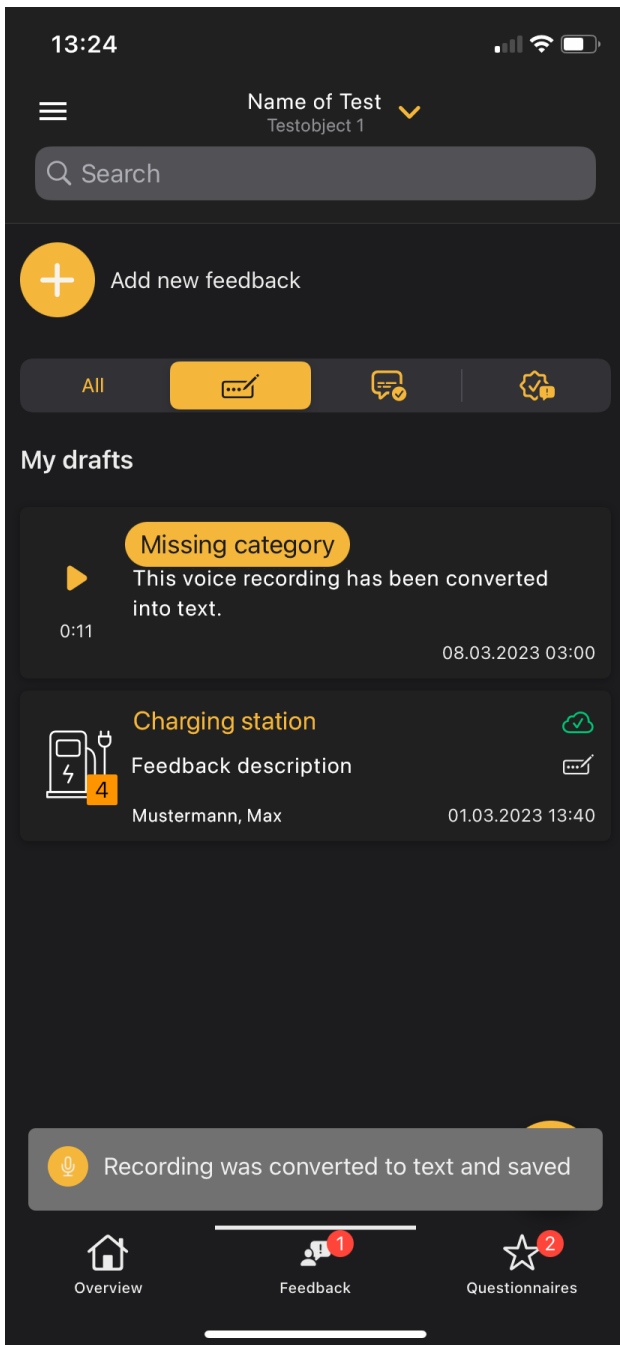 13:24
Name of Test
Testobject 1
Search
Add new feedback
All
My drafts
Missing category
This voice recording has been converted
into text.
0:11
08.03.2023 03:00
Charging station
Feedback description
4
Mustermann, Max
01.03.2023 13:40
Recording was converted to text and saved
1
2
Overview
Feedback
Questionnaires